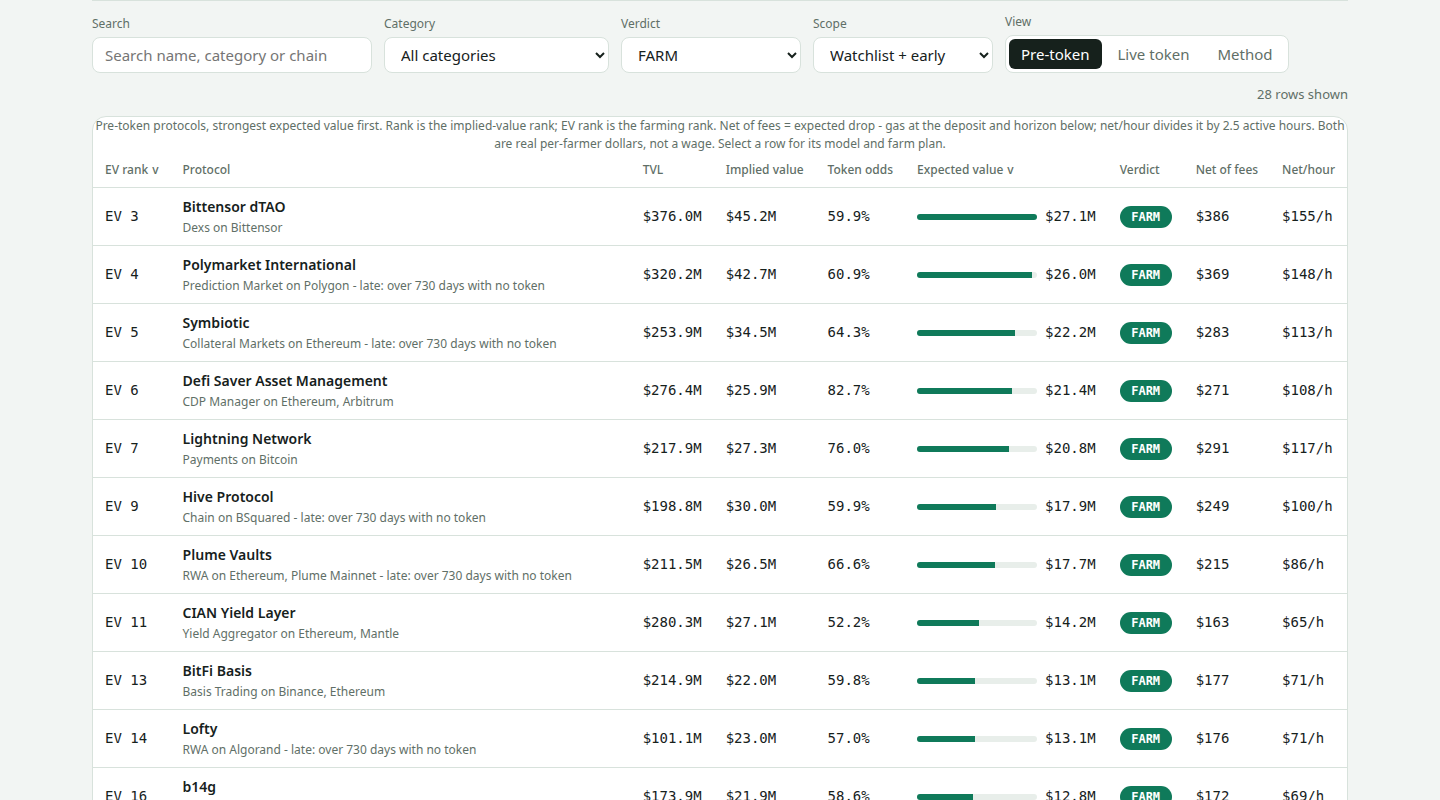 Search
Category
Verdict
Scope
View
Search name, category or chain
All categories
FARM
Watchlist + early
Pre-token Live token Method
28 rows shown
Pre-token protocols, strongest expected value first. Rank is the implied-value rank; EV rank is the farming rank. Net of fees = expected drop - gas at the deposit and horizon below; net/hour divides it by 2.5 active hours. Both
are real per-farmer dollars, not a wage. Select a row for its model and farm plan.
EV rank v Protocol TVL Implied value Token odds Expected value v Verdict Net of fees Net/hour
EV 3 Bittensor dTAO $376.0M $45.2M 59.9% $27.1M FARM $386 $155/h
Dexs on Bittensor
EV 4 Polymarket International $320.2M $42.7M 60.9% $26.0M FARM $369 $148/h
Prediction Market on Polygon - late: over 730 days with no token
EV 5 Symbiotic $253.9M $34.5M 64.3% $22.2M FARM $283 $113/h
Collateral Markets on Ethereum - late: over 730 days with no token
EV 6 Defi Saver Asset Management $276.4M $25.9M 82.7% $21.4M FARM $271 $108/h
CDP Manager on Ethereum, Arbitrum
EV 7 Lightning Network $217.9M $27.3M 76.0% $20.8M FARM $291 $117/h
Payments on Bitcoin
EV 9 Hive Protocol $198.8M $30.0M 59.9% $17.9M FARM $249 $100/h
Chain on BSquared - late: over 730 days with no token
EV 10 Plume Vaults $211.5M $26.5M 66.6% $17.7M FARM $215 $86/h
RWA on Ethereum, Plume Mainnet - late: over 730 days with no token
EV 11 CIAN Yield Layer $280.3M $27.1M 52.2% $14.2M FARM $163 $65/h
Yield Aggregator on Ethereum, Mantle
EV 13 BitFi Basis $214.9M $22.0M 59.8% $13.1M FARM $177 $71/h
Basis Trading on Binance, Ethereum
EV 14 Lofty $101.1M $23.0M 57.0% $13.1M FARM $176 $71/h
RWA on Algorand - late: over 730 days with no token
EV 16 b14g $173.9M $21.9M 58.6% $12.8M FARM $172 $69/h